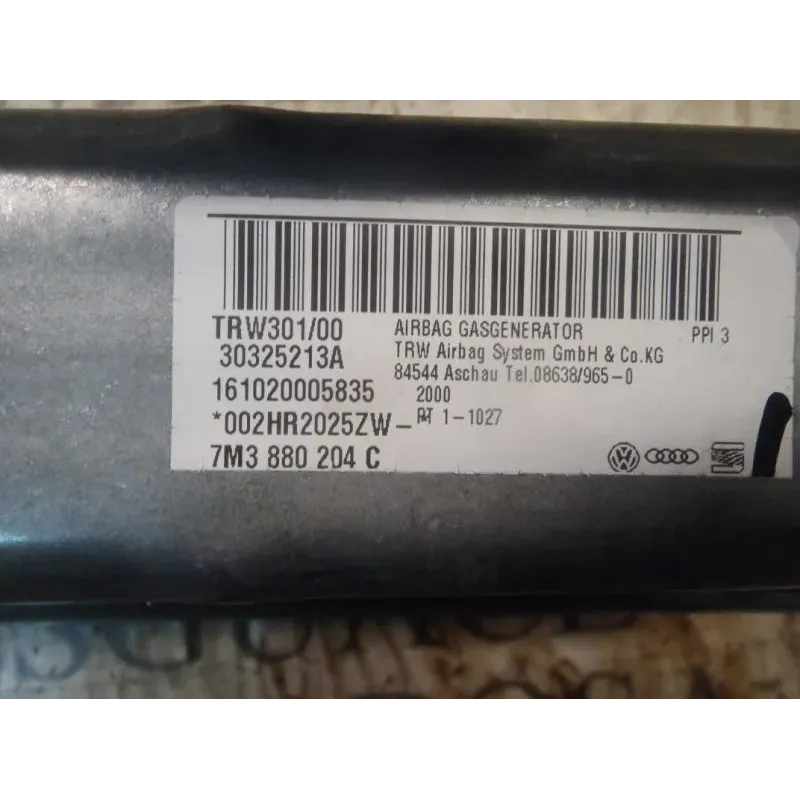 TRW301/00
30325213A
161020005835
*002HR2025ZW-
7M3 880 204 C
AIRBAG GASGENERATOR PPI 3
TRW Airbag System GmbH & Co.KG
84544 Aschau Tel.08638/965-0
2000
1-1027